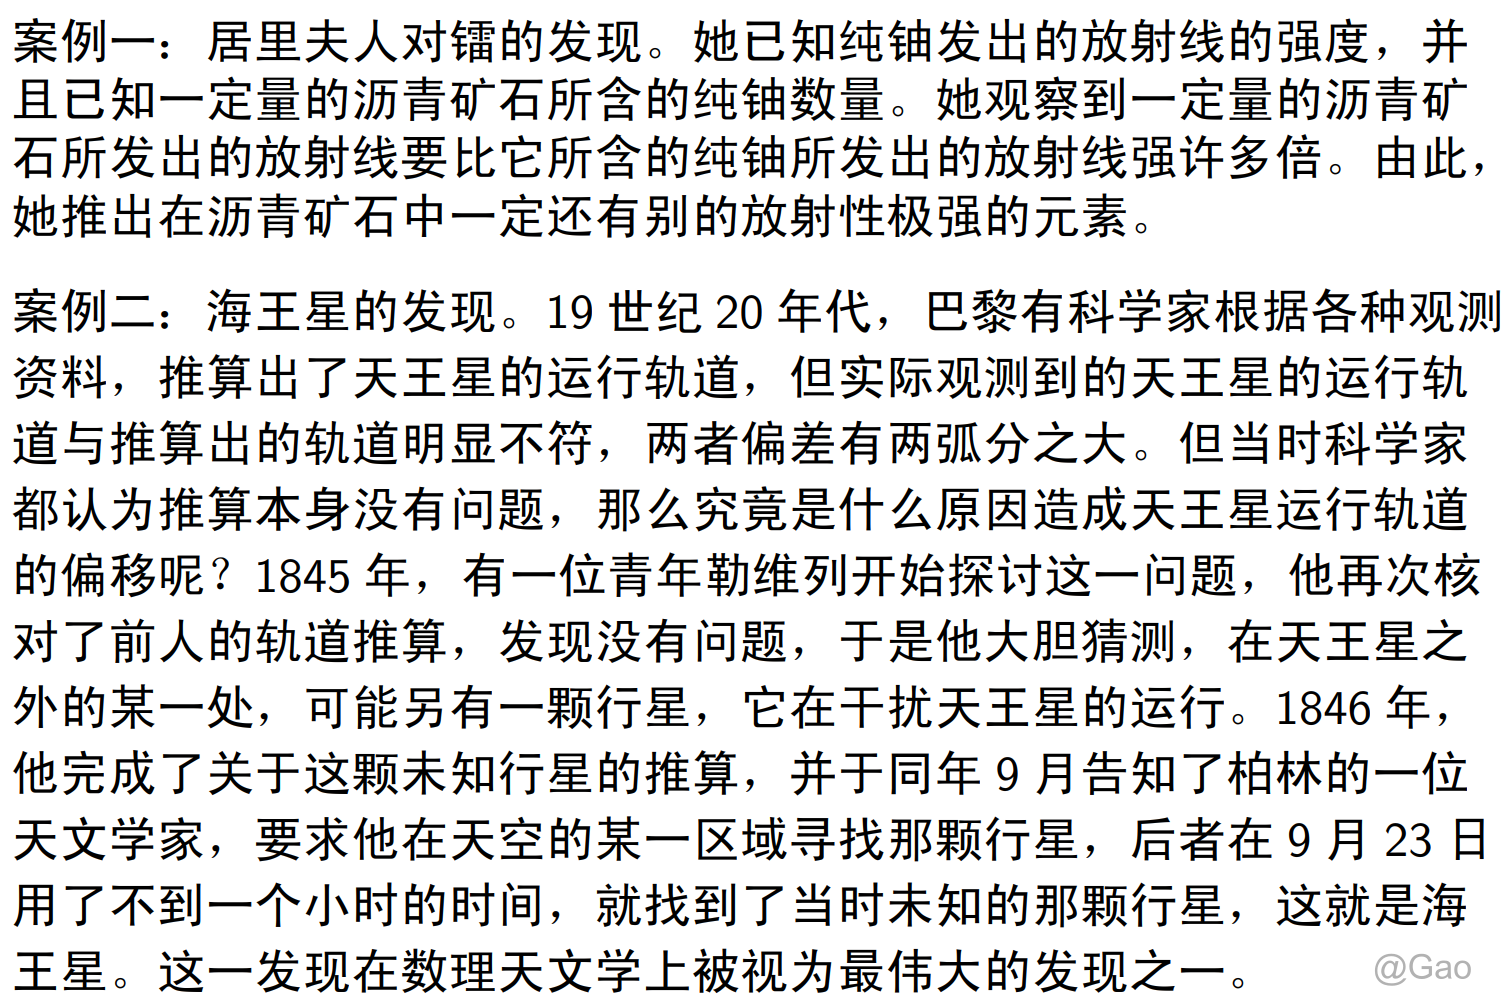 案例一：居里夫人对镭的发现。她已知纯铀发出的放射线的强度，并
且已知一定量的沥青矿石所含的纯铀数量。她观察到一定量的沥青矿
石所发出的放射线要比它所含的纯铀所发出的放射线强许多倍。由此，
她推出在沥青矿石中一定还有别的放射性极强的元素。
案例二：海王星的发现。19 世纪 20 年代，巴黎有科学家根据各种观测
资料，推算出了天王星的运行轨道，但实际观测到的天王星的运行轨
道与推算出的轨道明显不符，两者偏差有两弧分之大。但当时科学家
都认为推算本身没有问题，那么究竟是什么原因造成天王星运行轨道
的偏移呢？1845 年，有一位青年勒维列开始探讨这一问题，他再次核
对了前人的轨道推算，发现没有问题，于是他大胆猜测，在天王星之
外的某一处，可能另有一颗行星，它在干扰天王星的运行。1846 年，
他完成了关于这颗未知行星的推算，并于同年 9 月告知了柏林的一位
天文学家，要求他在天空的某一区域寻找那颗行星，后者在 9 月 23 日
用了不到一个小时的时间，就找到了当时未知的那颗行星，这就是海
王星。这一发现在数理天文学上被视为最伟大的发现之一。
@Gao